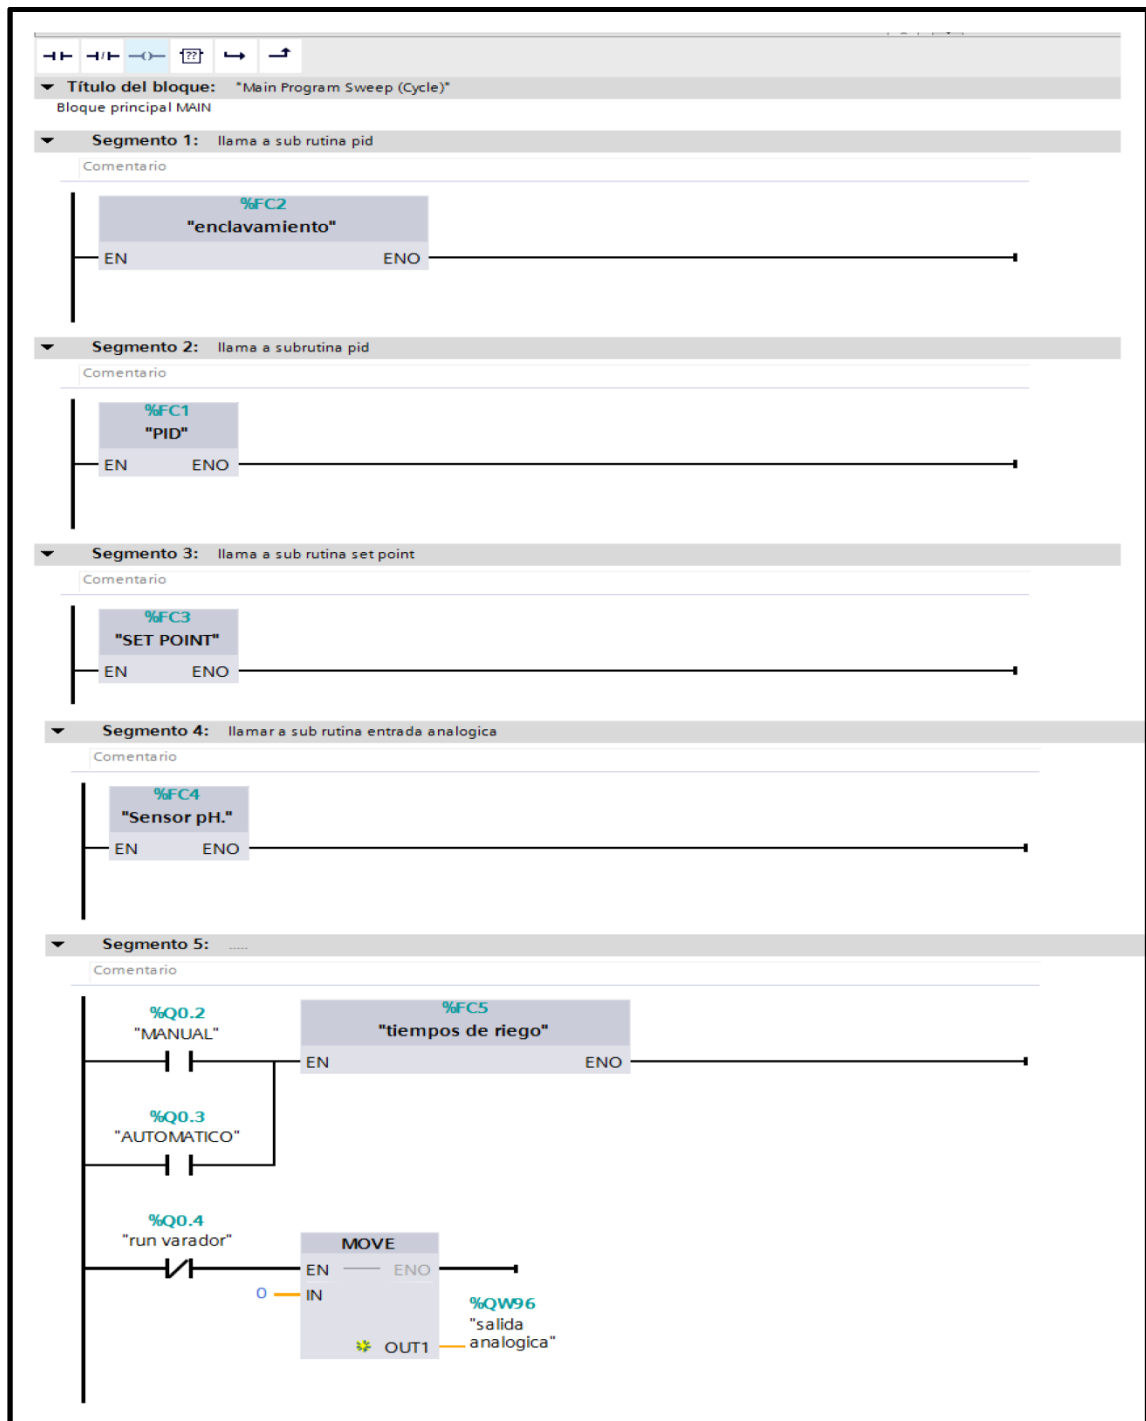 ??
Título del bloque: "Main Program Sweep (Cycle)"
Bloque principal MAIN
Segmento 1: llama a sub rutina pid
Comentario
%FC2
"enclavamiento"
EN ENO
Segmento 2: llama a subrutina pid
Comentario
%FC1
"PID"
EN ENO
Segmento 3: llama a sub rutina set point
Comentario
%FC3
"SET POINT"
EN ENO
Segmento 4: llamar a sub rutina entrada analogica
Comentario
%FC4
"Sensor pH."
EN ENO
Segmento 5: .....
Comentario
%Q0.2
"MANUAL"
%FC5
"tiempos de riego"
EN ENO
%Q0.3
"AUTOMATICO"
%Q0.4
"run varador"
MOVE
EN ENO
0 IN
%QW96
"salida
analogica"
OUT1